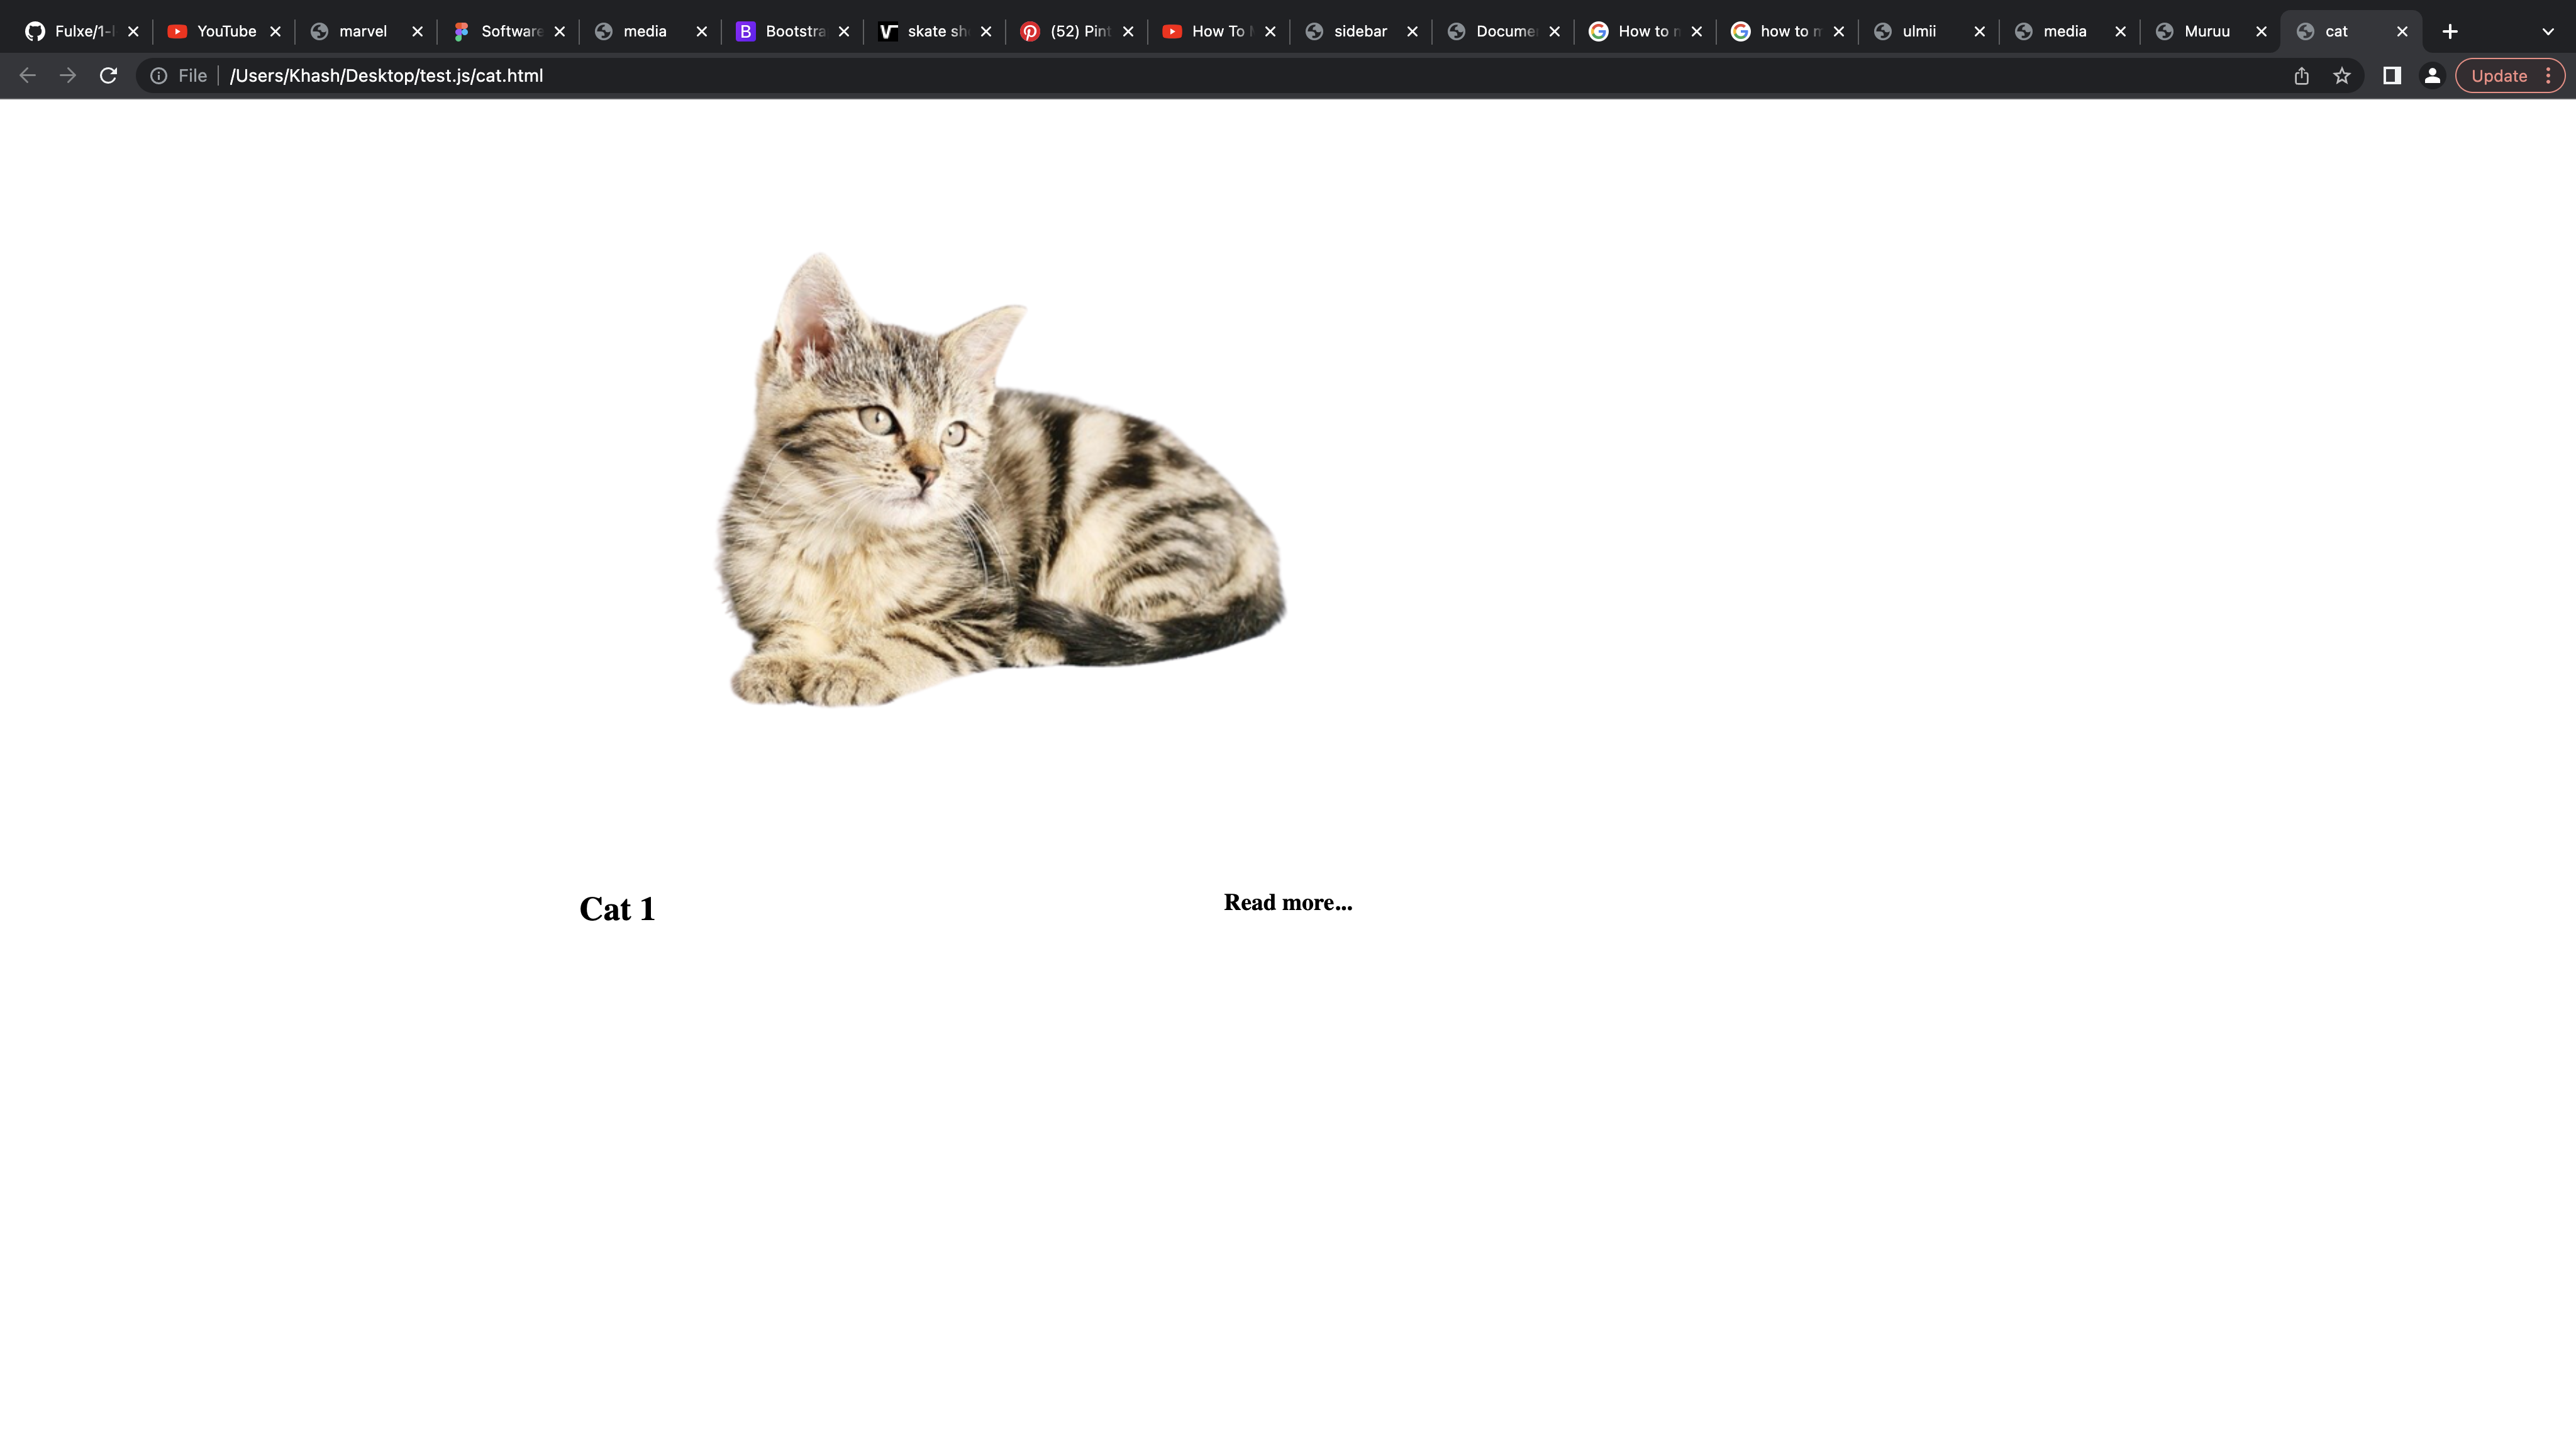 Fulxe/1- YouTube marvel Software media Bootstra skate sh (52) Pint How To sidebar Docume How to how to ulmii media Muruu cat
File /Users/Khash/Desktop/test.js/cat.html Update
Cat 1 Read more...